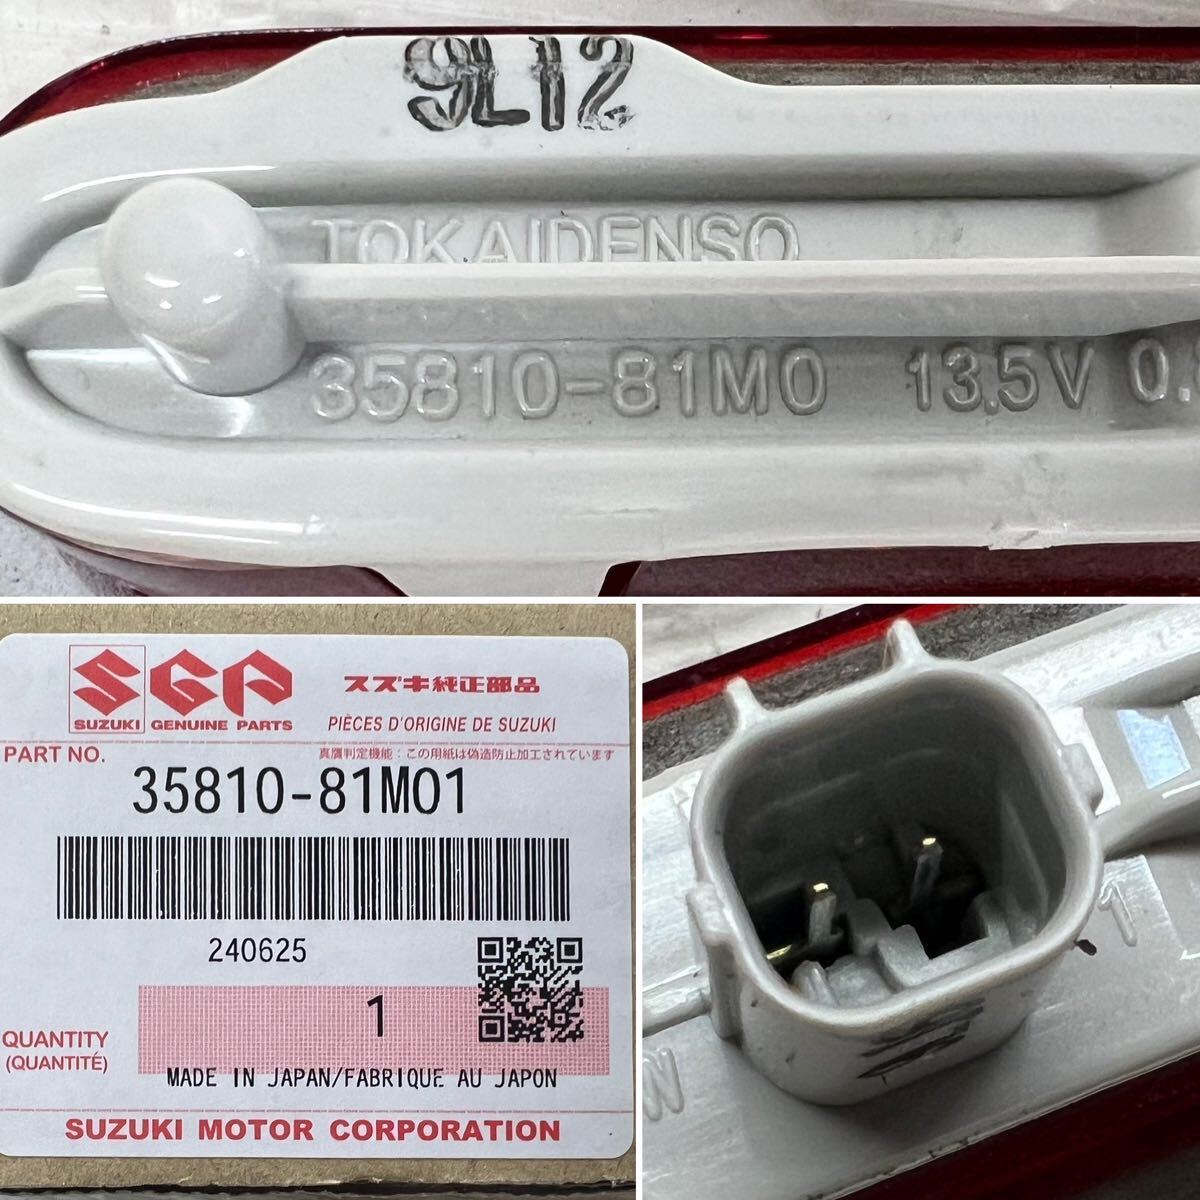 9L12
TOKAIDENSO
35810-81M0 13.5V 0.
SGP
SUZUKI GENUINE PARTS
スズキ純正部品
PIÈCES D'ORIGINE DE SUZUKI
PART NO.
真贋判定機能：この用紙は偽造防止加工されています
35810-81M01
240625
1
QUANTITY
(QUANTITÉ)
MADE IN JAPAN/FABRIQUE AU JAPON
SUZUKI MOTOR CORPORATION
W